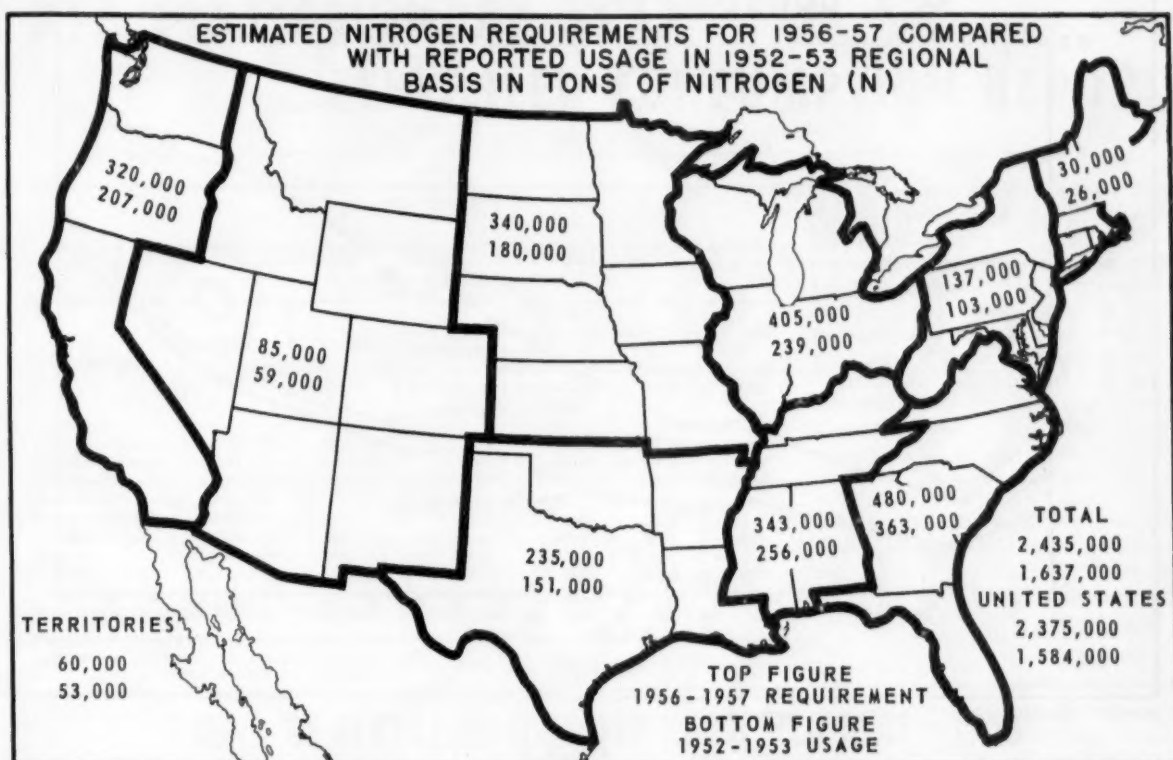 ESTIMATED NITROGEN REQUIREMENTS FOR 1956-57 COMPARED
WITH REPORTED USAGE IN 1952-53 REGIONAL
BASIS IN TONS OF NITROGEN (N)
320,000
207,000
340,000
180,000
30,000
26,000
137,000
103,000
405,000
239,000
85,000
59,000
480,000
363,000
343,000
256,000
235,000
151,000
TOTAL
2,435,000
1,637,000
UNITED STATES
2,375,000
1,584,000
TERRITORIES
60,000
53,000
TOP FIGURE
1956-1957 REQUIREMENT
BOTTOM FIGURE
1952-1953 USAGE